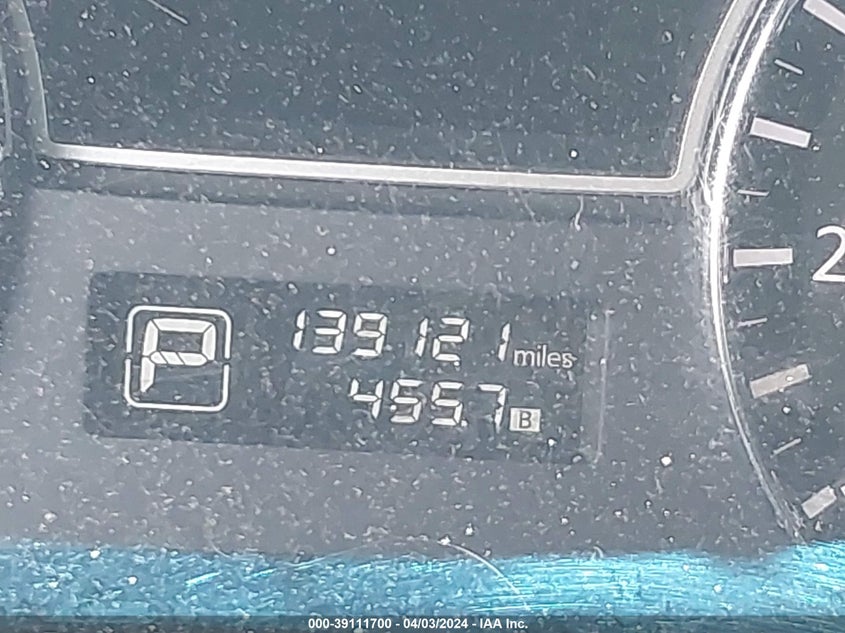 2
P
139121 miles
455.7 B
000-39111700 - 04/03/2024 - IAA Inc.